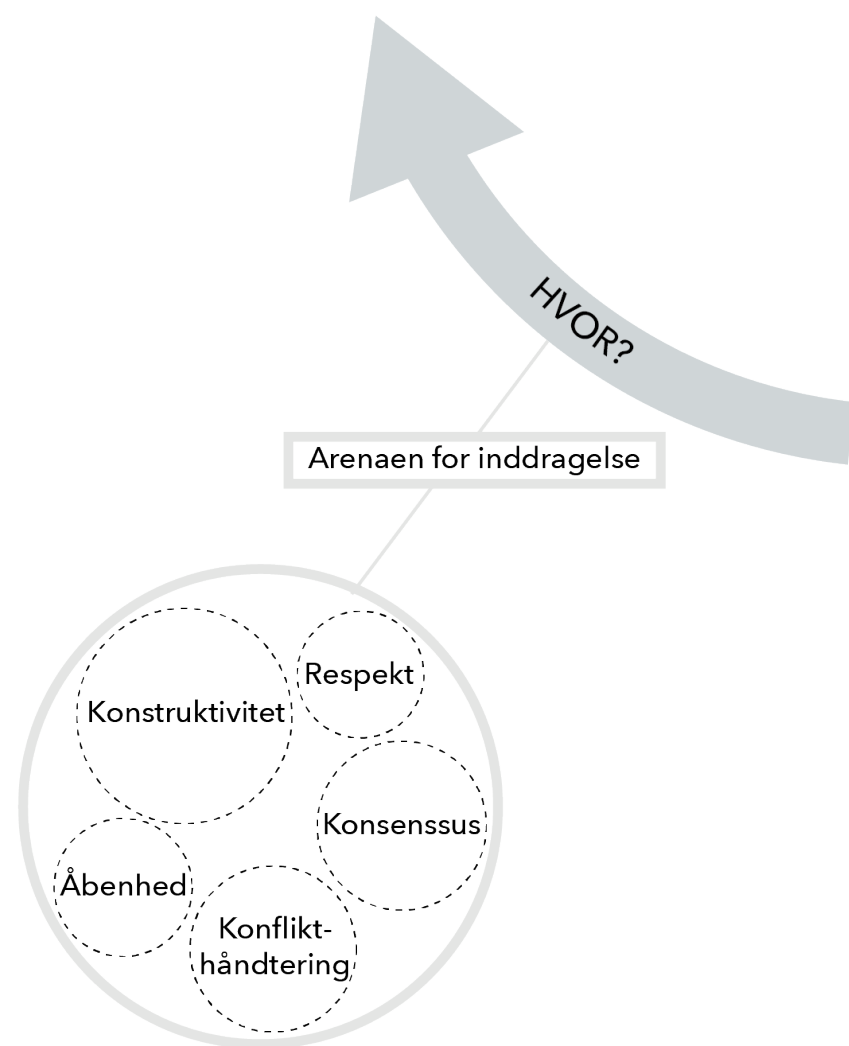 HVOR?
Arenaen for inddragelse
Respekt
Konstruktivitet
Konsenssus
Åbenhed
Konflikt-
håndtering